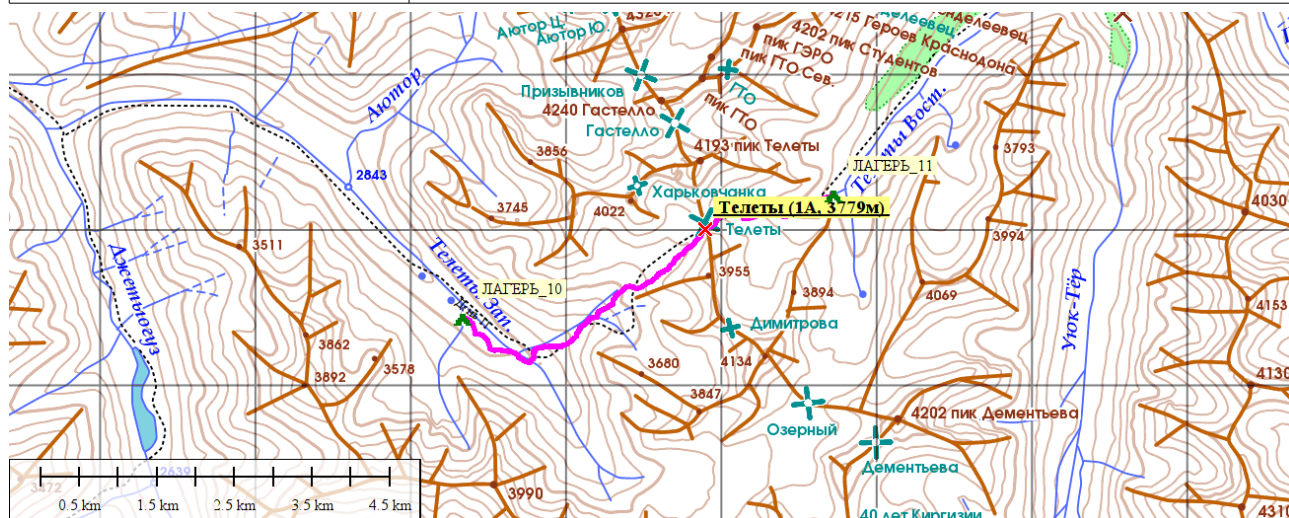 4320
Аютор Ц.
Аютор Ю.
Менделеевец
4215 Героев Краснодона
4202 пик Студентов
пик ГЭРО
пик ГТО Сев.
ГТО
пик ГТО
Призывников
4240 Гастелло
Гастелло
Аютор
4193 пик Телеты
3856
3793
Телеты Вост.
ЛАГЕРЬ_11
2843
Харьковчанка
4022
3745
Телеты (1А, 3779м)
Телеты
4030
3511
3994
Джетыогуз
Телеты Зап.
ЛАГЕРЬ_10
3955
3894
4069
4153
Уюк-Тёр
Димитрова
3862
3578
3892
3680
4134
3847
4130
Озерный
4202 пик Дементьева
Дементьева
3472
2639
3990
0.5 km
1.5 km
2.5 km
3.5 km
4.5 km
40 лет Киргизии
4310